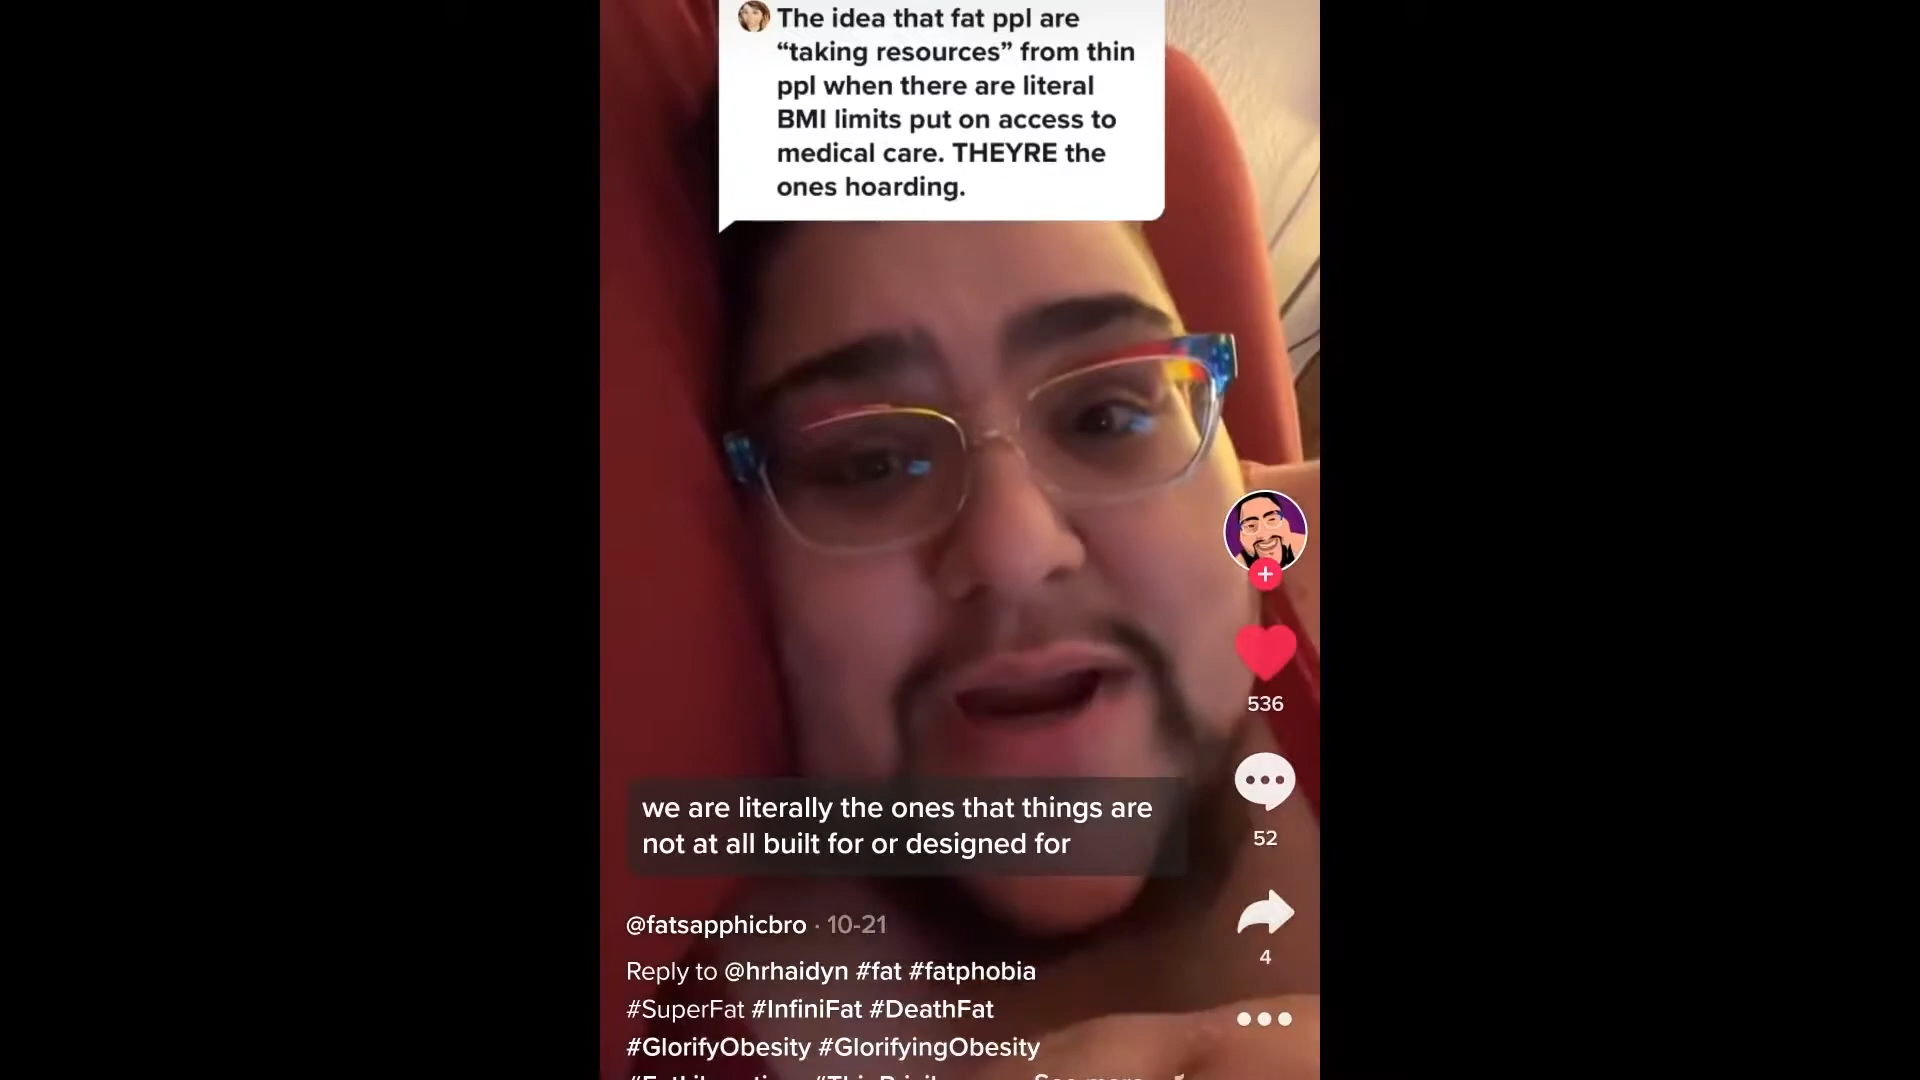 The idea that fat ppl are
“taking resources” from thin
ppl when there are literal
BMI limits put on access to
medical care. THEYRE the
ones hoarding.
536
52
we are literally the ones that things are
not at all built for or designed for
@fatsapphicbro · 10-21
4
Reply to @hrhaidyn #fat #fatphobia
#SuperFat #InfiniFat #DeathFat
#GlorifyObesity #GlorifyingObesity
See more